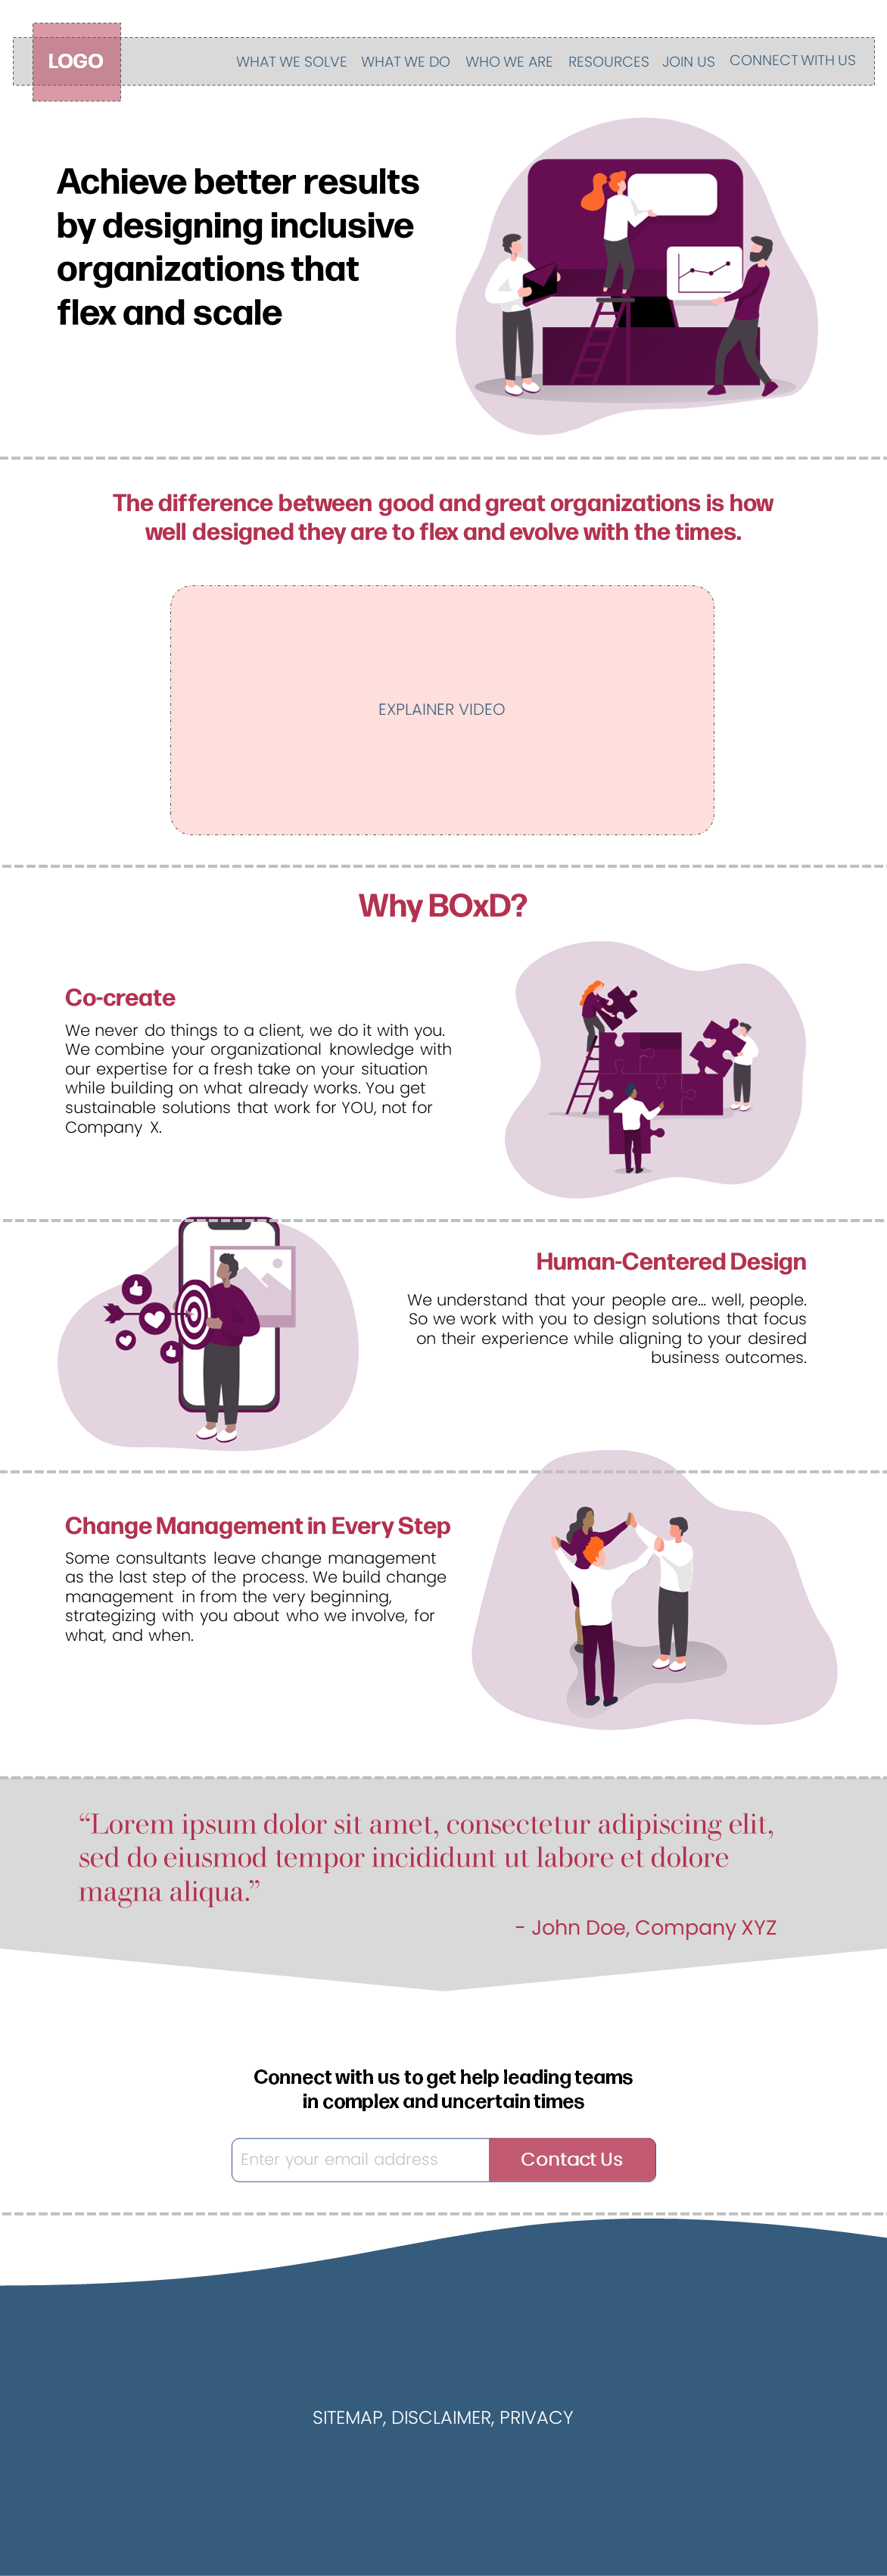 LOGO
WHAT WE SOLVE WHAT WE DO WHO WE ARE RESOURCES JOIN US CONNECT WITH US
Achieve better results
by designing inclusive
organizations that
flex and scale
The difference between good and great organizations is how
well designed they are to flex and evolve with the times.
EXPLAINER VIDEO
Why BOxD?
Co-create
We never do things to a client, we do it with you.
We combine your organizational knowledge with
our expertise for a fresh take on your situation
while building on what already works. You get
sustainable solutions that work for YOU, not for
Company X.
Human-Centered Design
We understand that your people are... well, people.
So we work with you to design solutions that focus
on their experience while aligning to your desired
business outcomes.
Change Management in Every Step
Some consultants leave change management
as the last step of the process. We build change
management in from the very beginning,
strategizing with you about who we involve, for
what, and when.
“Lorem ipsum dolor sit amet, consectetur adipiscing elit,
sed do eiusmod tempor incididunt ut labore et dolore
magna aliqua.”
- John Doe, Company XYZ
Connect with us to get help leading teams
in complex and uncertain times
Enter your email address
Contact Us
SITEMAP, DISCLAIMER, PRIVACY